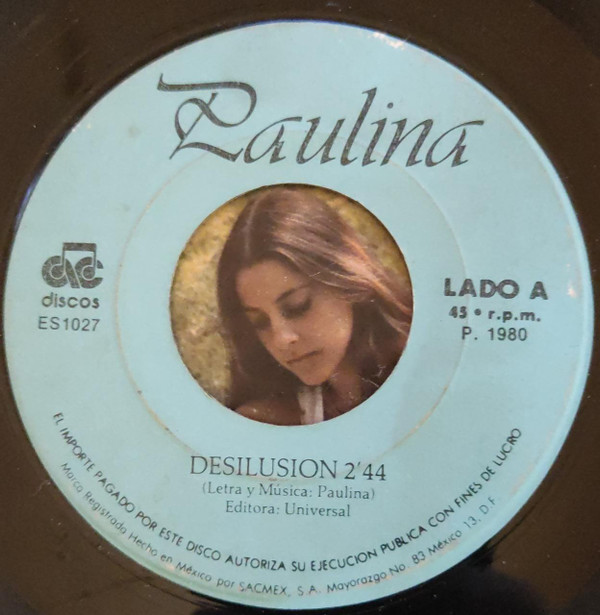 Paulina
discos
ES1027
LADO A
45 • r.p.m.
P. 1980
DESILUSION 2'44
(Letra y Música: Paulina)
Editora: Universal
EL IMPORTE PAGADO POR ESTE DISCO AUTORIZA SU EJECUCION PUBLICA CON FINES DE LUCRO
Marca Registrada Hecho en México por SACMEX, S.A. Mayorazgo No. 83 México 13, D.F.